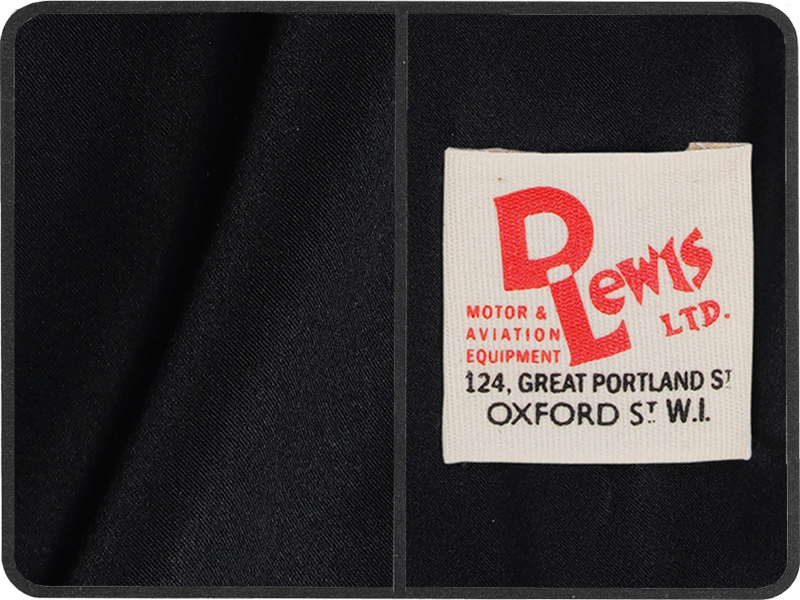 D Lewis
LTD.
MOTOR &
AVIATION
EQUIPMENT
124, GREAT PORTLAND ST
OXFORD ST W.I.